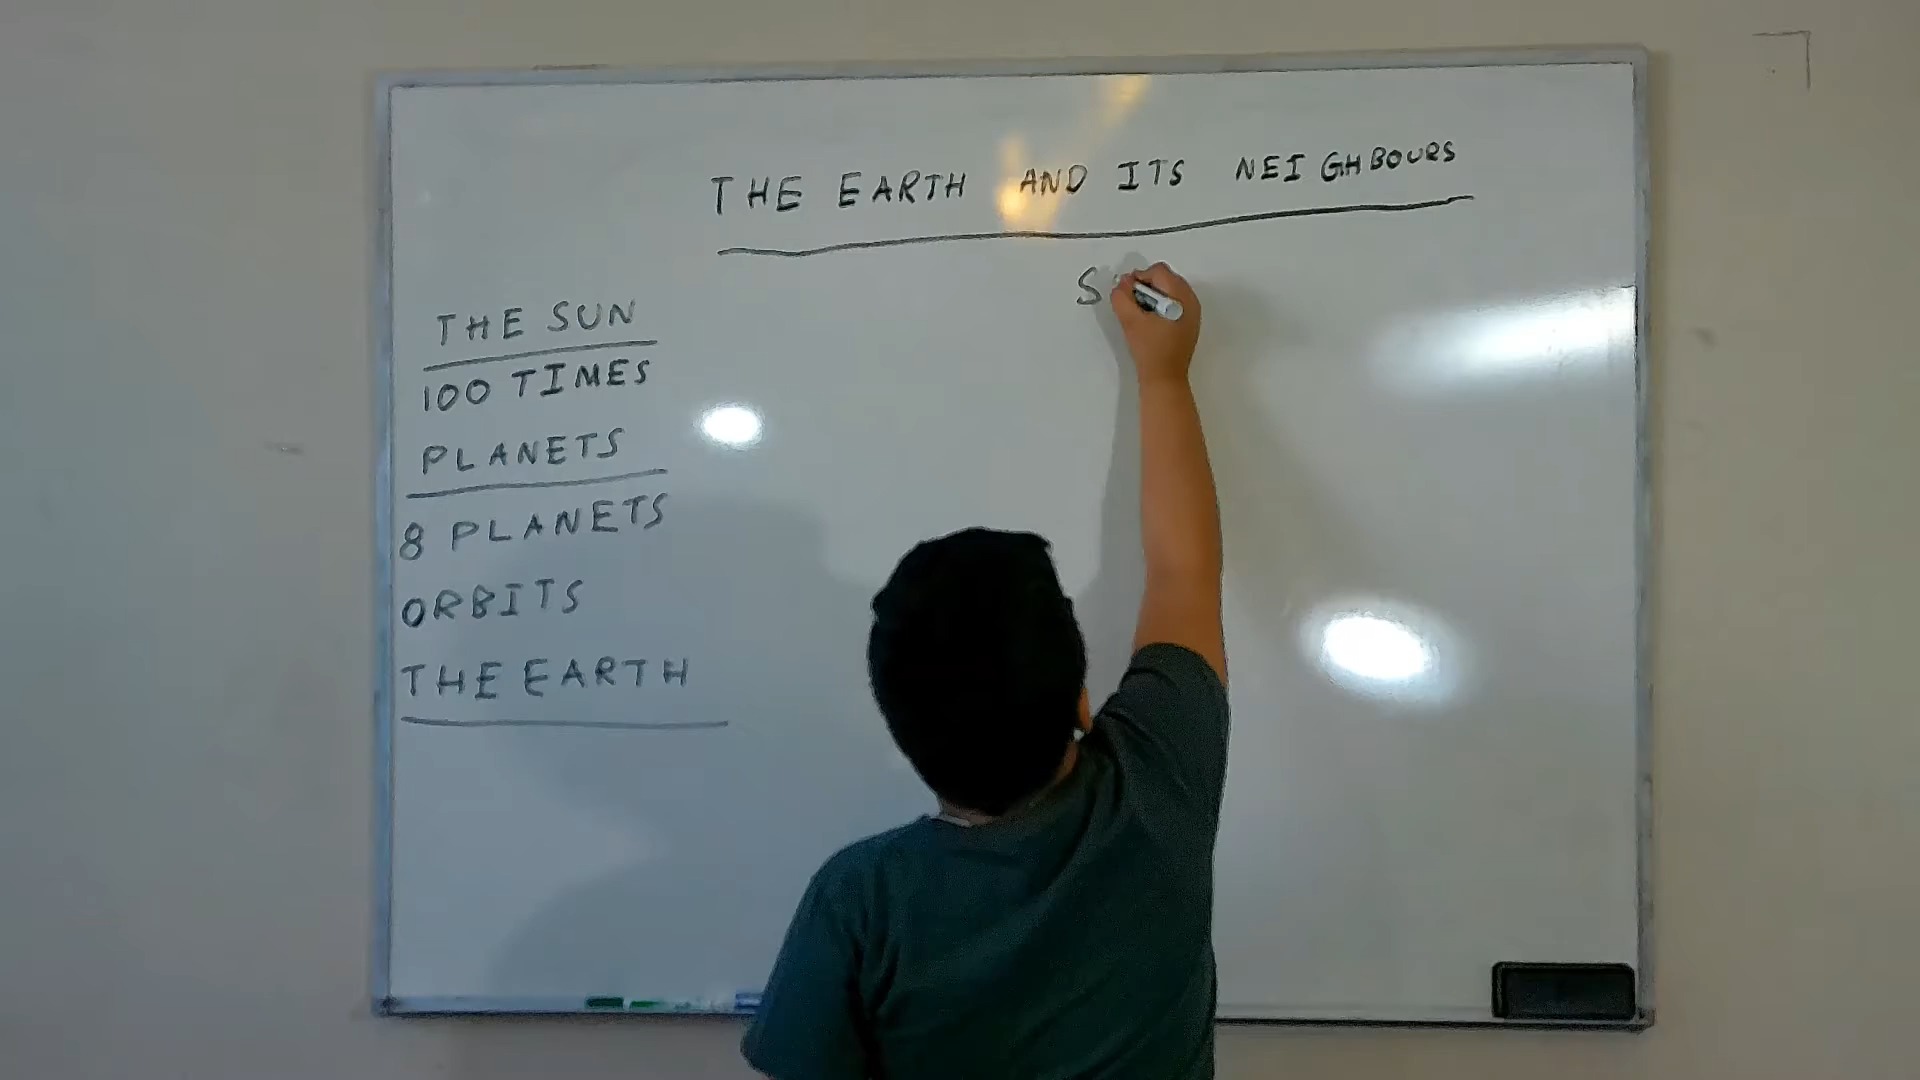 THE EARTH AND ITS NEIGHBOURS
S
THE SUN
100 TIMES
PLANETS
8 PLANETS
ORBITS
THE EARTH